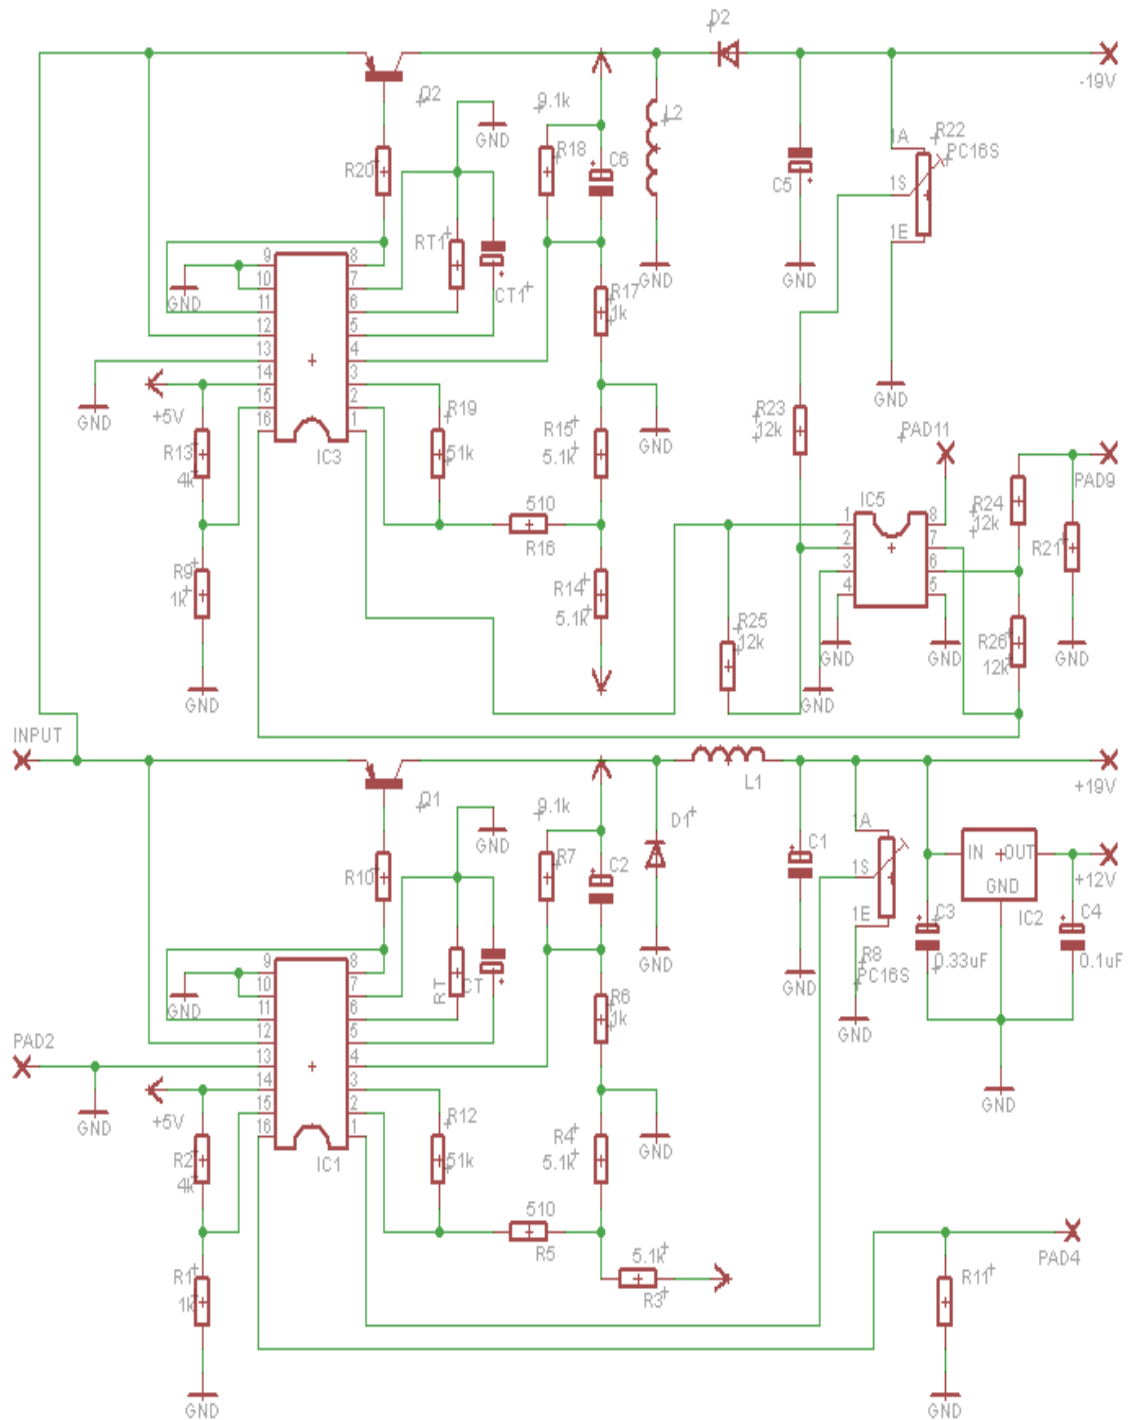 D2
-19V
Q2
9.1k
L2
R22
PC16S
1A
GND
R18
C6
R20
C5
1S
RT1
1E
CT1
GND
GND
R17
1k
9
10
11
12
13
14
15
16
8
7
6
5
4
3
2
1
GND
GND
GND
+5V
GND
R19
R15
R23
12k
PAD11
R13
4k
IC3
51k
5.1k
GND
PAD9
510
R16
IC5
R24
12k
1
2
3
4
8
7
6
5
R21
R9
1k
R14
5.1k
R25
12k
GND
GND
R26
12k
GND
GND
GND
INPUT
L1
+19V
Q1
9.1k
D1
C1
A
GND
R7
IN
OUT
GND
+12V
R10
C2
1S
1E
C3
IC2
C4
RT
CT
GND
GND
R8
PC16S
0.33uF
0.1uF
R6
1k
9
10
11
12
13
14
15
16
8
7
6
5
4
3
2
1
GND
GND
PAD2
GND
+5V
GND
R12
R4
R2
4k
IC1
51k
5.1k
GND
510
R5
5.1k
R3
PAD4
R1
1k
R11
GND
GND